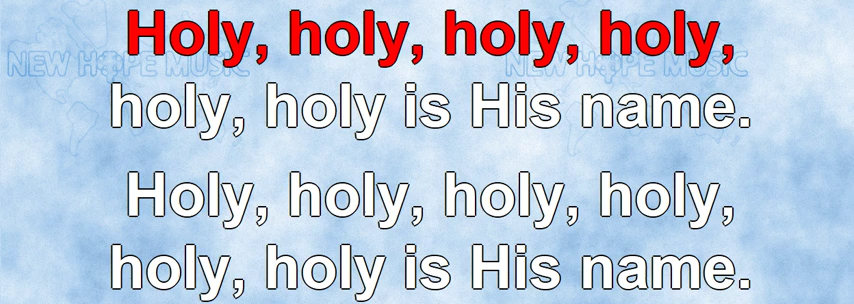 Holy, holy, holy, holy,
NEW HOPE MUSIC NEW HOPE MUSIC
holy, holy is His name.
Holy, holy, holy, holy,
holy, holy is His name.